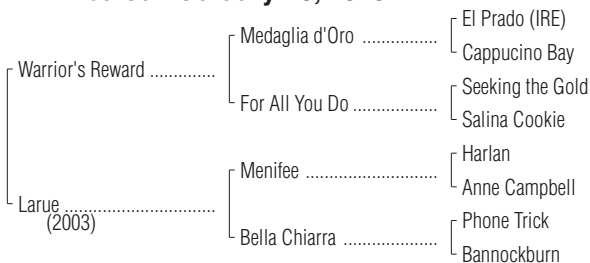 Medaglia d'Oro ..............
El Prado (IRE)
Cappucino Bay
Warrior's Reward .............
For All You Do .................
Seeking the Gold
Salina Cookie
Larue .............................
(2003)
Menifee .........................
Harlan
Anne Campbell
Bella Chiarra ..................
Phone Trick
Bannockburn